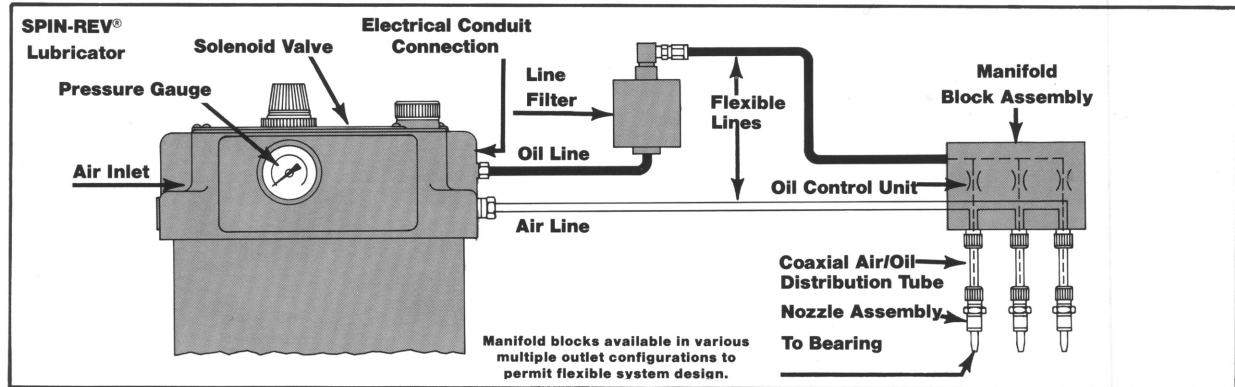 SPIN-REV®
Lubricator
Solenoid Valve
Electrical Conduit
Connection
Pressure Gauge
Line
Filter
Flexible
Lines
Manifold
Block Assembly
Air Inlet
Oil Line
Oil Control Unit
Air Line
Coaxial Air/Oil
Distribution Tube
Nozzle Assembly
To Bearing
Manifold blocks available in various
multiple outlet configurations to
permit flexible system design.